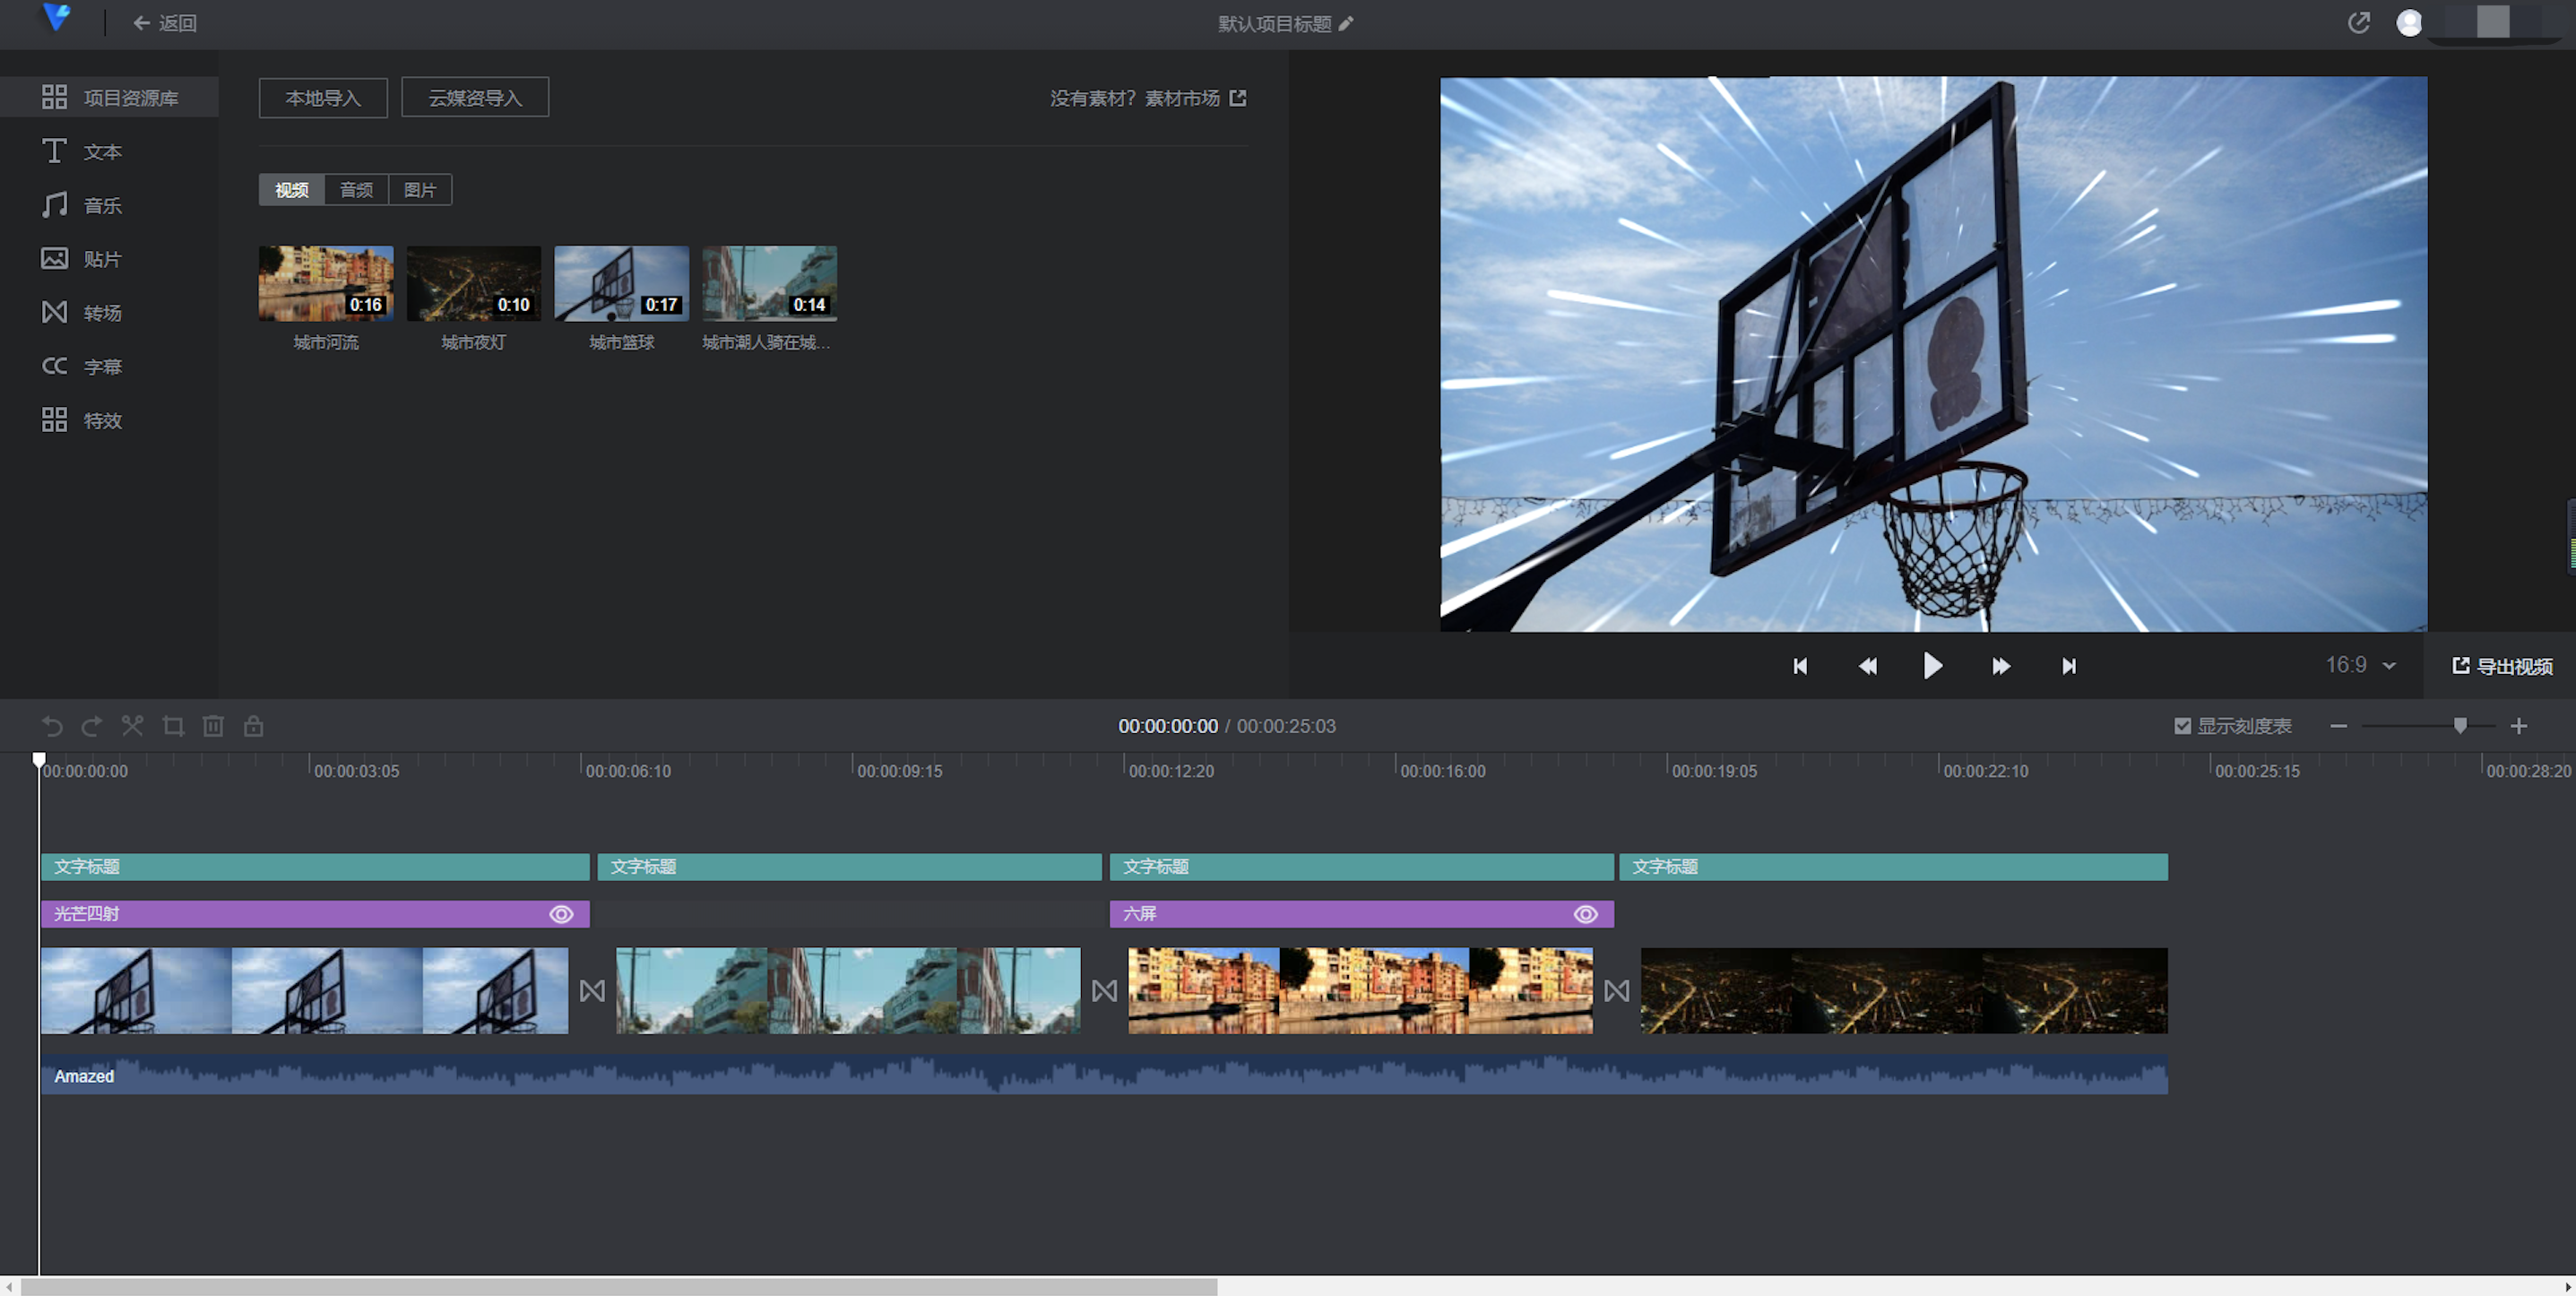 返回
默认项目标题
项目资源库
文本
音乐
贴片
转场
CC 字幕
特效
本地导入 云媒资导入
没有素材? 素材市场
视频 音频 图片
0:16 0:10 0:17 0:14
城市河流 城市夜灯 城市篮球 城市潮人骑在城...
16:9
导出视频
00:00:00:00 / 00:00:25:03
显示刻度表
00:00:00:00 00:00:03:05 00:00:06:10 00:00:09:15 00:00:12:20 00:00:16:00 00:00:19:05 00:00:22:10 00:00:25:15 00:00:28:20
文字标题 文字标题 文字标题 文字标题
光芒四射 六屏
Amazed